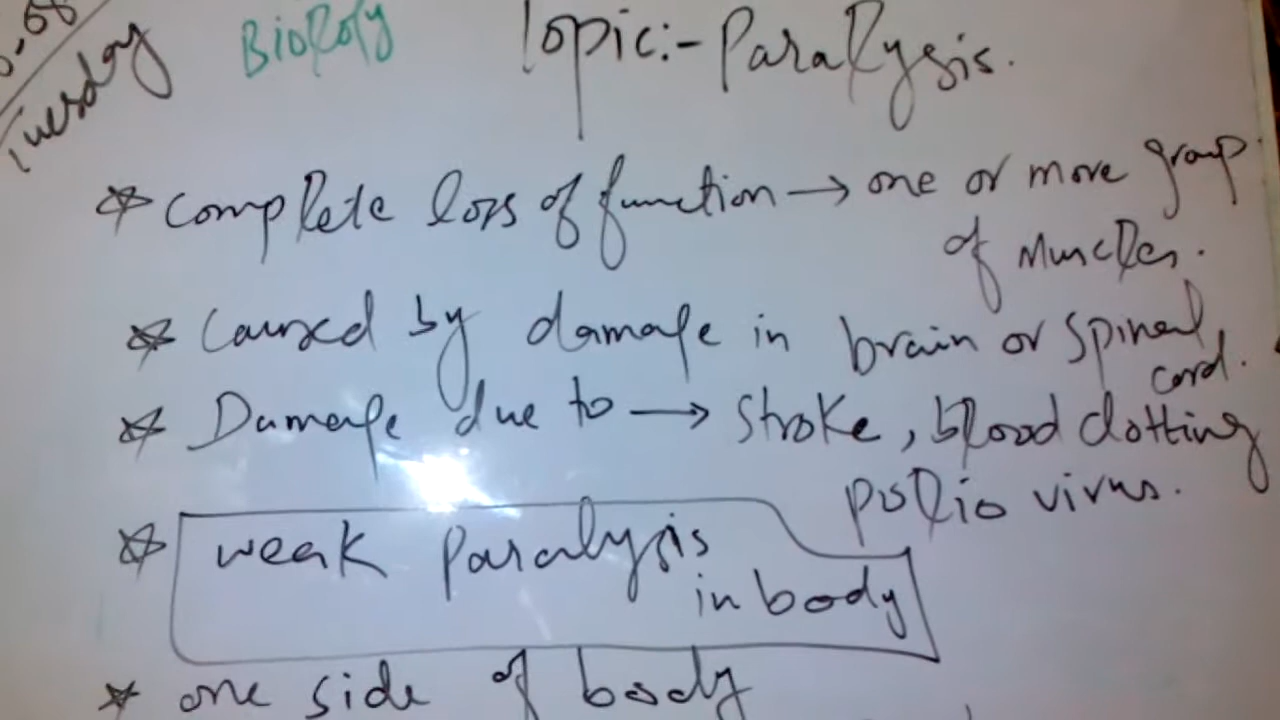 Tuesday
Biology Topic:- Paralysis.
complete loss of function → one or more group
of Muscles.
Caused by damage in brain or spinal
cord.
Damage due to → stroke, blood clotting
polio virus.
weak paralysis
in body
one side of body